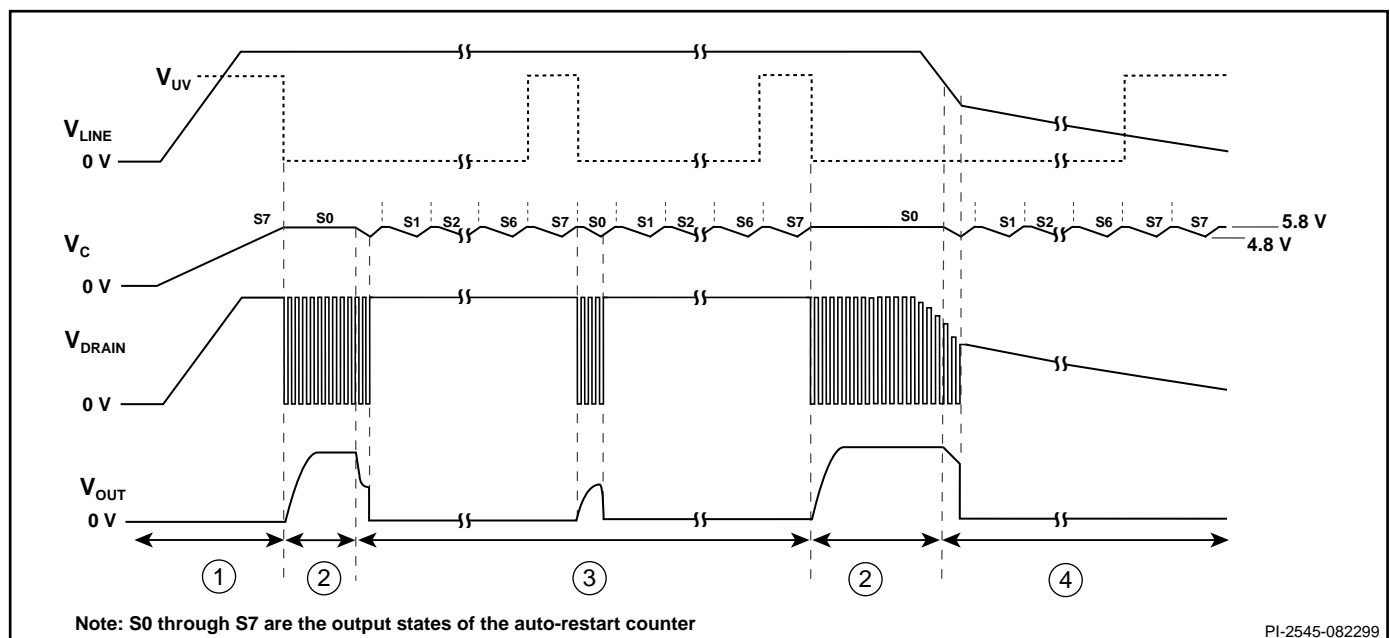 VUV
VLINE
0 V
S7 S0 S1 S2 S6 S7 S0 S1 S2 S6 S7 S0 S1 S2 S6 S7 S7
5.8 V
4.8 V
VC
0 V
VDRAIN
0 V
VOUT
0 V
1 2 3 2 4
Note: S0 through S7 are the output states of the auto-restart counter
PI-2545-082299